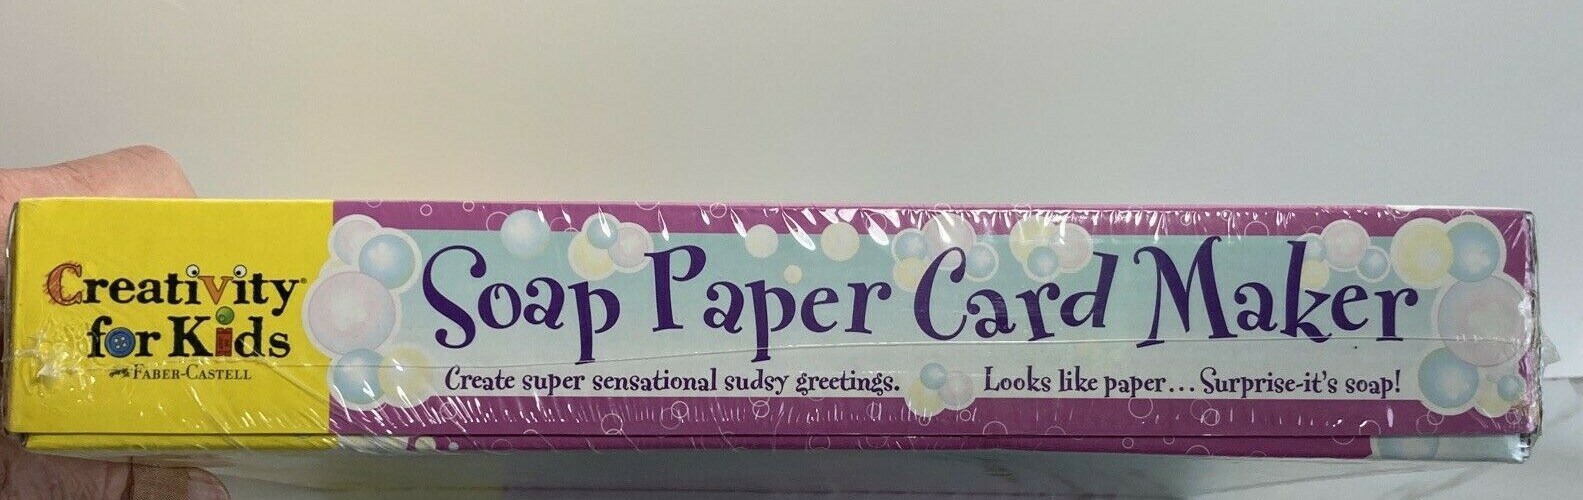 Creativity®
for Kids
FABER-CASTELL
Soap Paper Card Maker
Create super sensational sudsy greetings. Looks like paper... Surprise-it's soap!